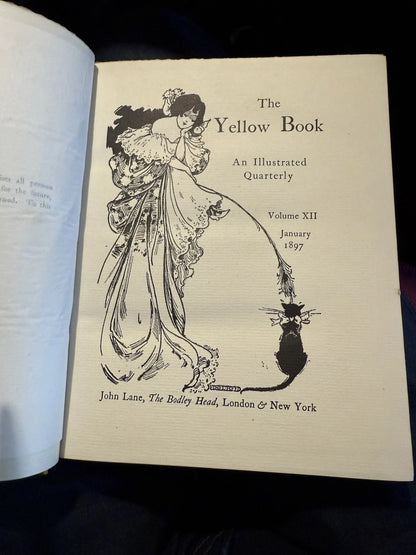 for the future,
The
Yellow Book
An Illustrated
Quarterly
Volume XII
January
1897
John Lane, The Bodley Head, London & New York